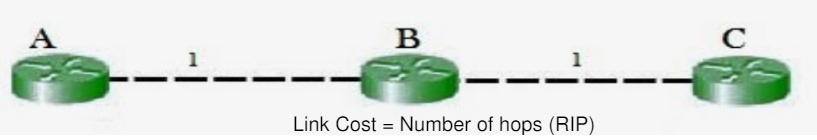 A B C
1 1
Link Cost = Number of hops (RIP)